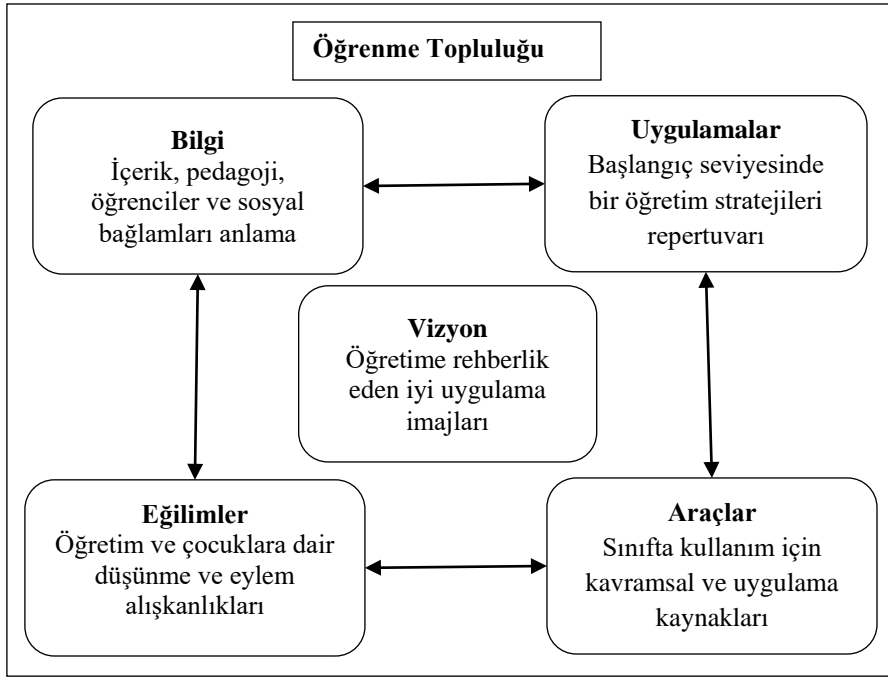 Öğrenme Topluluğu
Bilgi
İçerik, pedagoji,
öğrenciler ve sosyal
bağlamları anlama
Uygulamalar
Başlangıç seviyesinde
bir öğretim stratejileri
repertuvarı
Vizyon
Öğretime rehberlik
eden iyi uygulama
imajları
Eğilimler
Öğretim ve çocuklara dair
düşünme ve eylem
alışkanlıkları
Araçlar
Sınıfta kullanım için
kavramsal ve uygulama
kaynakları